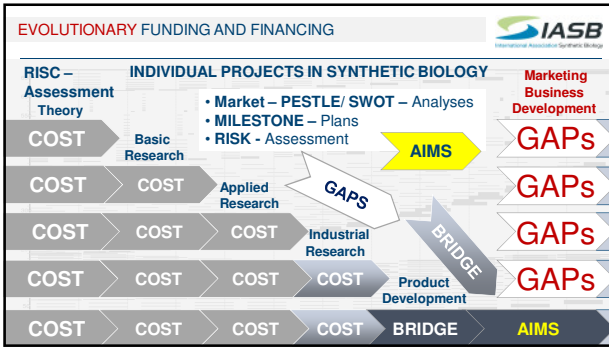 EVOLUTIONARY FUNDING AND FINANCING
IASB
International Association Synthetic Biology
RISC –
Assessment
Theory
INDIVIDUAL PROJECTS IN SYNTHETIC BIOLOGY
• Market – PESTLE/ SWOT – Analyses
• MILESTONE – Plans
• RISK - Assessment
Marketing
Business
Development
COST
Basic
Research
AIMS
GAPs
COST
COST
Applied
Research
GAPS
GAPs
COST
COST
COST
Industrial
Research
BRIDGE
GAPs
COST
COST
COST
COST
Product
Development
GAPs
COST
COST
COST
COST
BRIDGE
AIMS